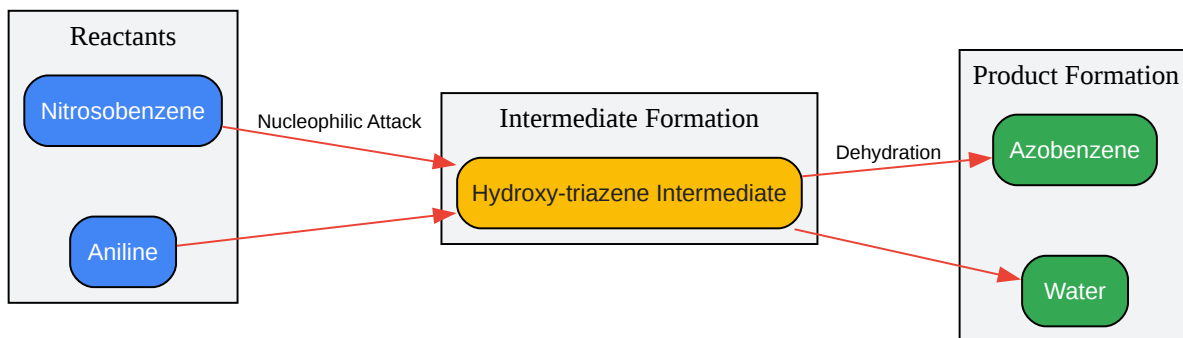 Reactants
Nitrosobenzene
Aniline
Nucleophilic Attack
Intermediate Formation
Hydroxy-triazene Intermediate
Dehydration
Product Formation
Azobenzene
Water